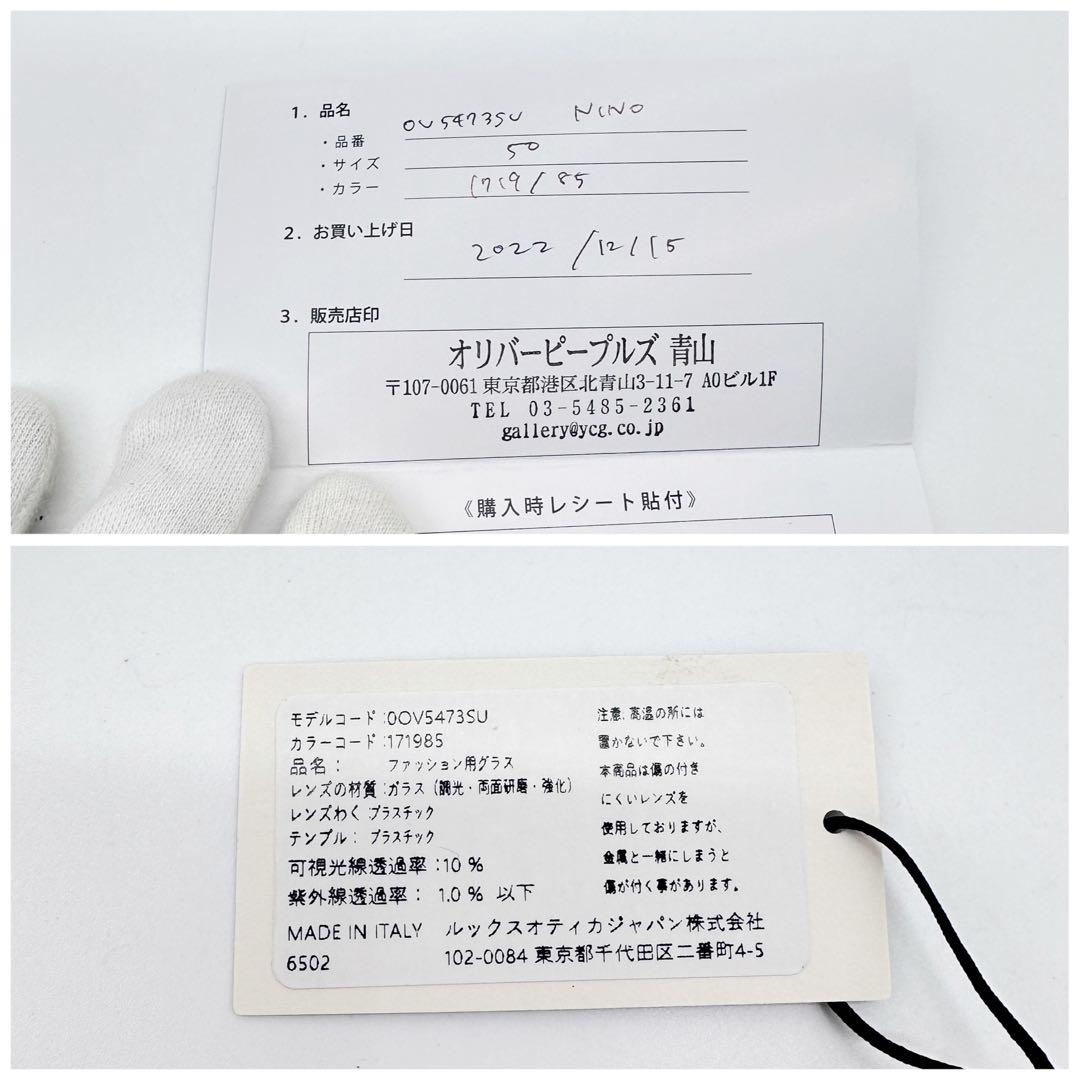 1. 品名
・品番 OV5473SU NINO
・サイズ 50
・カラー 1719/85
2. お買い上げ日
2022/12/15
3. 販売店印
オリバーピープルズ 青山
〒107-0061 東京都港区北青山3-11-7 AOビル1F
TEL 03-5485-2361
gallery@ycg.co.jp
《購入時レシート貼付》
モデルコード:0OV5473SU
カラーコード:171985
品名: ファッション用グラス
レンズの材質:ガラス (調光・両面研磨・強化)
レンズわく:プラスチック
テンプル: プラスチック
可視光線透過率:10 %
紫外線透過率: 1.0 % 以下
注意.高温の所には
置かないで下さい。
本商品は傷の付き
にくいレンズを
使用しておりますが、
金属と一緒にしまうと
傷が付く事があります。
MADE IN ITALY ルックスオティカジャパン株式会社
6502 102-0084 東京都千代田区二番町4-5